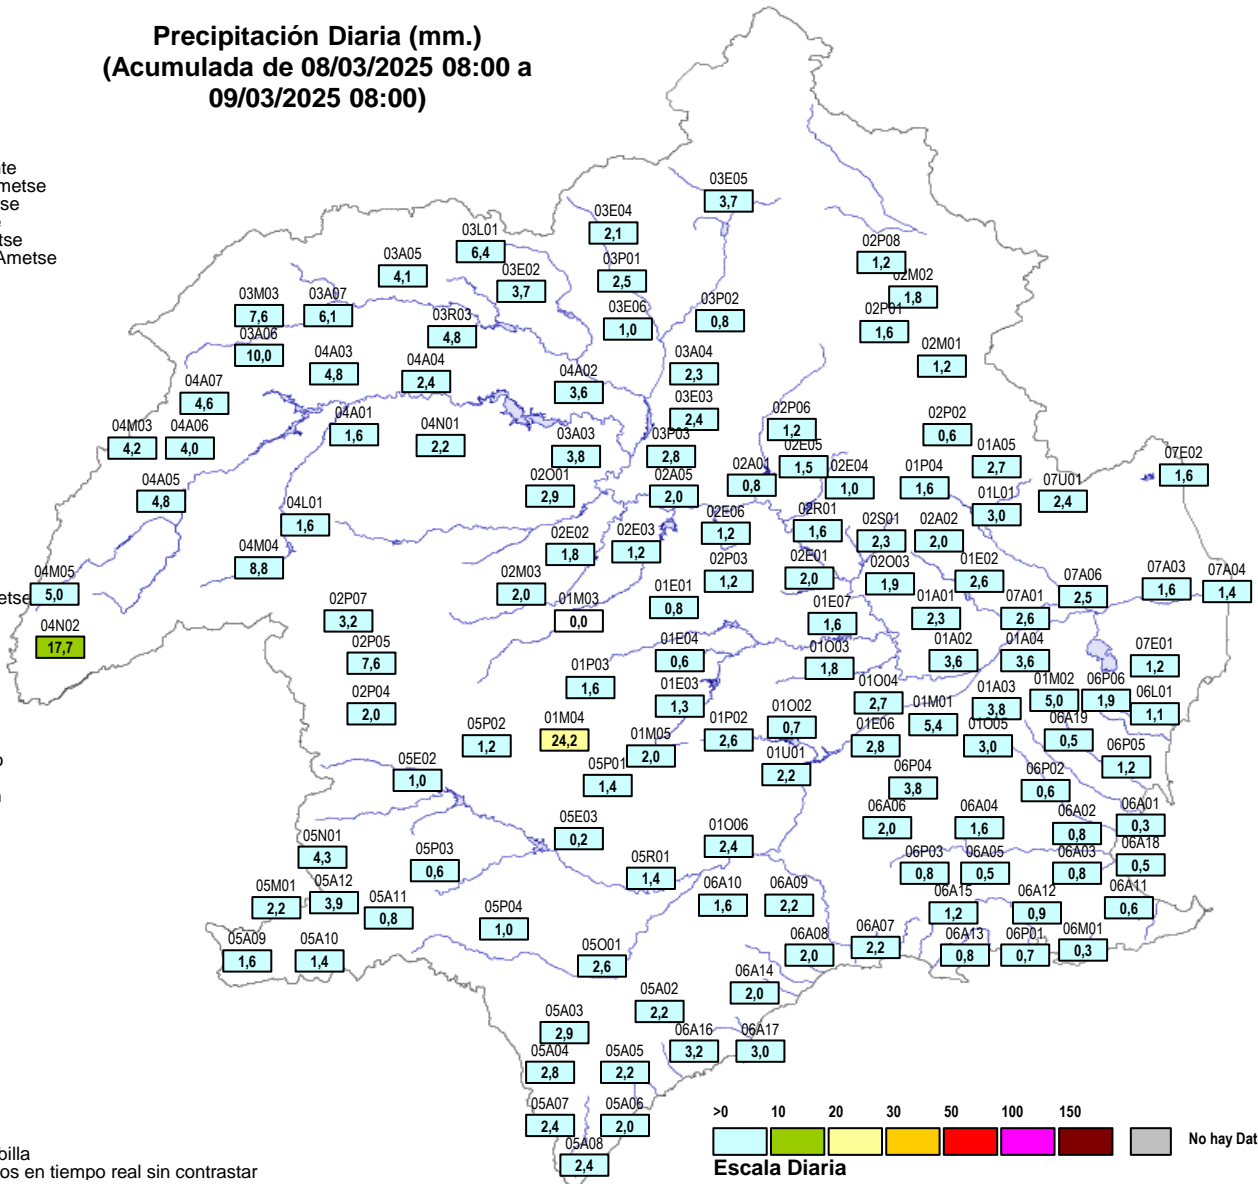 Precipitación Diaria (mm.)
(Acumulada de 08/03/2025 08:00 a
09/03/2025 08:00)
03E05
3,7
03E04
2,1
03L01
6,4
03A05
4,1
03P01
2,5
03E02
3,7
02P08
1,2
02M02
1,8
03M03
7,6
03A07
6,1
03R03
4,8
03E06
1,0
03P02
0,8
02P01
1,6
03A06
10,0
04A03
4,8
04A04
2,4
04A02
3,6
03A04
2,3
02M01
1,2
04A07
4,6
03E03
2,4
04M03
4,2
04A06
4,0
04A01
1,6
04N01
2,2
03A03
3,8
03P03
2,8
02P06
1,2
02P02
0,6
02E05
1,5
01A05
2,7
07E02
1,6
04A05
4,8
02O01
2,9
02A05
2,0
02A01
0,8
02E04
1,0
01P04
1,6
07U01
2,4
01L01
3,0
04L01
1,6
02E06
1,2
02R01
1,6
02S01
2,3
02A02
2,0
02E02
1,8
02E03
1,2
04M04
8,8
04M05
5,0
02M03
2,0
02P03
1,2
02E01
2,0
02O03
1,9
01E02
2,6
07A06
2,5
07A03
1,6
07A04
1,4
02P07
3,2
01M03
0,0
01E01
0,8
01E07
1,6
01A01
2,3
07A01
2,6
04N02
17,7
02P05
7,6
01E04
0,6
01O03
1,8
01A02
3,6
01A04
3,6
07E01
1,2
01P03
1,6
01E03
1,3
01O04
2,7
01A03
3,8
01M02
5,0
06P06
1,9
06L01
1,1
02P04
2,0
05P02
1,2
01M04
24,2
01M05
2,0
01P02
2,6
01O02
0,7
01E06
2,8
01M01
5,4
01O05
3,0
06A19
0,5
06P05
1,2
05E02
1,0
05P01
1,4
01U01
2,2
06P04
3,8
06P02
0,6
05E03
0,2
06A06
2,0
06A04
1,6
06A02
0,8
06A01
0,3
05N01
4,3
05P03
0,6
05R01
1,4
01O06
2,4
06P03
0,8
06A05
0,5
06A03
0,8
06A18
0,5
05M01
2,2
05A12
3,9
05A11
0,8
06A10
1,6
06A09
2,2
06A15
1,2
06A12
0,9
06A11
0,6
05P04
1,0
05A09
1,6
05A10
1,4
05O01
2,6
06A08
2,0
06A07
2,2
06A13
0,8
06P01
0,7
06M01
0,3
06A14
2,0
05A02
2,2
05A03
2,9
06A16
3,2
06A17
3,0
05A04
2,8
05A05
2,2
05A07
2,4
05A06
2,0
05A08
2,4
>0 10 20 30 50 100 150
No hay Dat
Escala Diaria
nte
metse
tse
Ametse
etse
billa
os en tiempo real sin contrastar